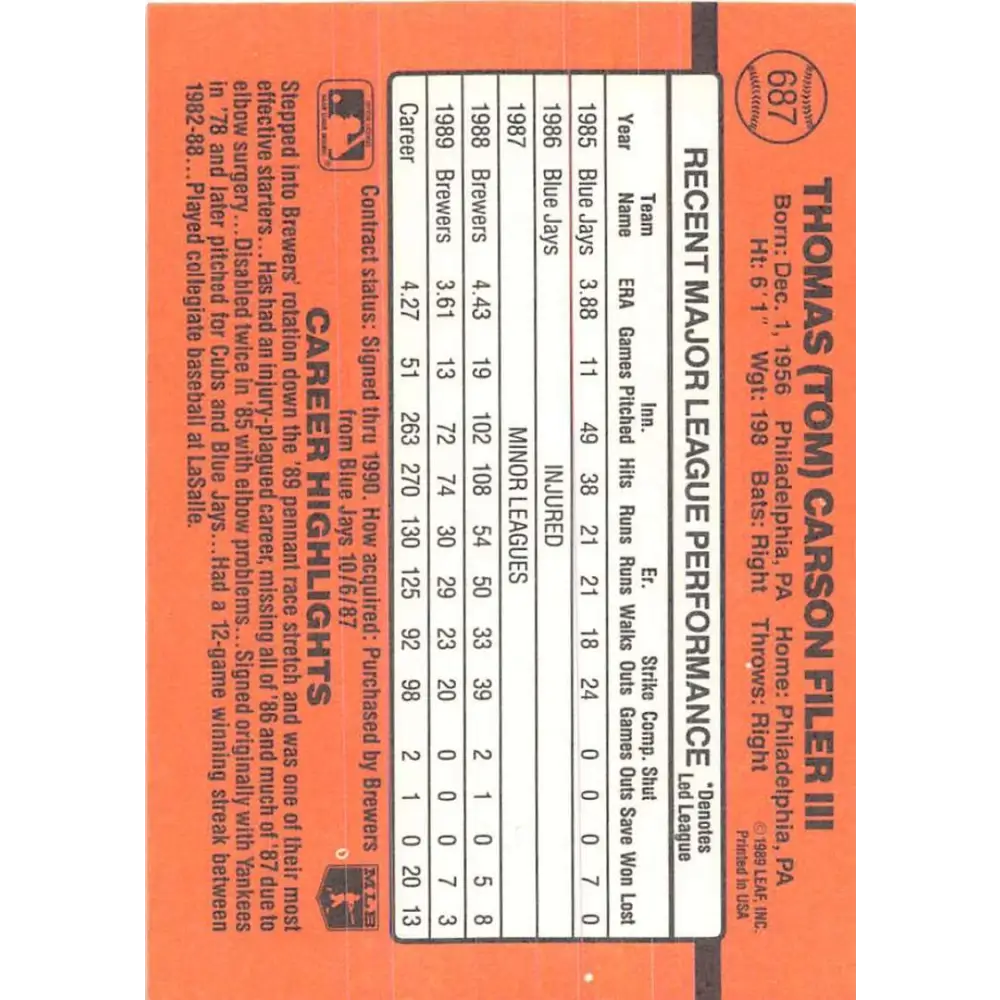 687
THOMAS (TOM) CARSON FILER III
Born: Dec. 1, 1956 Philadelphia, PA Home: Philadelphia, PA
Ht: 6'1" Wgt: 198 Bats: Right Throws: Right
©1989 LEAF, INC.
Printed in USA
RECENT MAJOR LEAGUE PERFORMANCE *Denotes Led League
Team Inn. Er. Strike Comp. Shut
Year Name ERA Games Pitched Hits Runs Runs Walks Outs Games Outs Save Won Lost
1985 Blue Jays 3.88 11 49 38 21 21 18 24 0 0 0 7 0
1986 Blue Jays INJURED
1987 MINOR LEAGUES
1988 Brewers 4.43 19 102 108 54 50 33 39 2 1 0 5 8
1989 Brewers 3.61 13 72 74 30 29 23 20 0 0 0 7 3
Career 4.27 51 263 270 130 125 92 98 2 1 0 20 13
Contract status: Signed thru 1990. How acquired: Purchased by Brewers
from Blue Jays 10/6/87
MLB
CAREER HIGHLIGHTS
Stepped into Brewers' rotation down the '89 pennant race stretch and was one of their most
effective starters...Has had an injury-plagued career, missing all of '86 and much of '87 due to
elbow surgery...Disabled twice in '85 with elbow problems...Signed originally with Yankees
in '78 and later pitched for Cubs and Blue Jays...Had a 12-game winning streak between
1982-88...Played collegiate baseball at LaSalle.